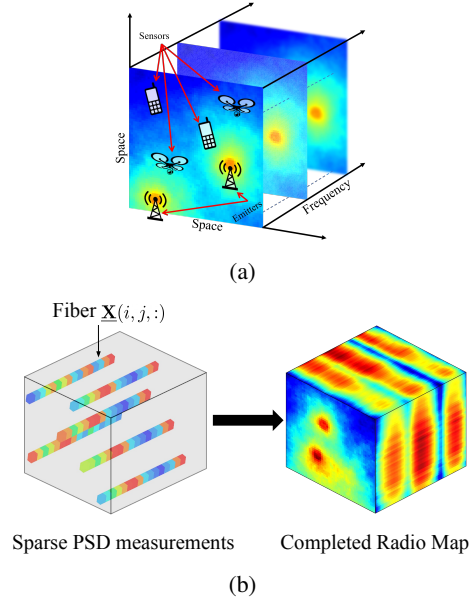 Sensors
Space
Space
Emitters
Frequency
(a)
Fiber X(i, j, :)
Sparse PSD measurements
Completed Radio Map
(b)